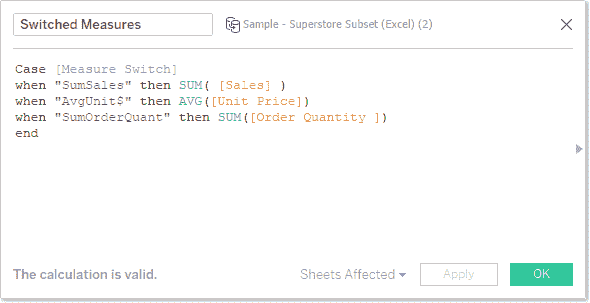 Switched Measures
Sample - Superstore Subset (Excel) (2)
Case [Measure Switch]
when "SumSales" then SUM( [Sales] )
when "AvgUnit$" then AVG([Unit Price])
when "SumOrderQuant" then SUM([Order Quantity ])
end
The calculation is valid.
Sheets Affected
Apply
OK